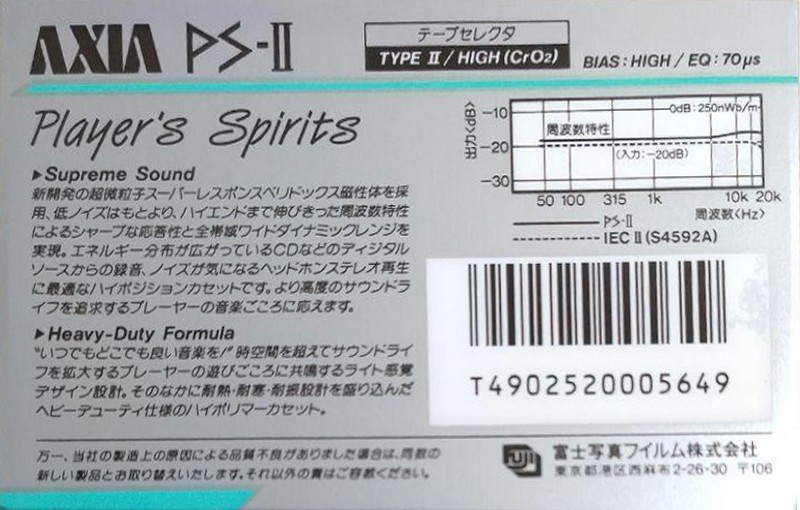 AXIA PS-II
テープセレクタ
TYPE II / HIGH (CrO2)
BIAS : HIGH / EQ : 70μs
Player's Spirits
▶Supreme Sound
新開発の超微粒子スーパーレスポンスベリドックス磁性体を採
用、低ノイズはもとより、ハイエンドまで伸びきった周波数特性
によるシャープな応答性と全帯域ワイドダイナミックレンジを
実現。エネルギー分布が広がっているCDなどのディジタル
ソースからの録音、ノイズが気になるヘッドホンステレオ再生
に最適なハイポジションカセットです。より高度のサウンドラ
イフを追求するプレーヤーの音楽ごころに応えます。
▶Heavy-Duty Formula
"いつでもどこでも良い音楽を!"時空間を超えてサウンドライ
フを拡大するプレーヤーの遊びごころに共鳴するライト感覚
デザイン設計。そのなかに耐熱・耐塞・耐振設計を盛り込んだ
ヘビーデューティ仕様のハイポリマーカセット。
出力<dB>
-10
-20
-30
0dB : 250nWb/m
周波数特性
(入力:-20dB)
50 100 315 1k 10k 20k
周波数<Hz>
PS-II
IEC II (S4592A)
T4902520005649
万一、当社の製造上の原因による品質不良がありました場合は、同数の
新しい製品とお取り替えいたします。それ以外の責はご容赦ください。
FUJI
富士写真フイルム株式会社
東京都港区西麻布2-26-30 〒106